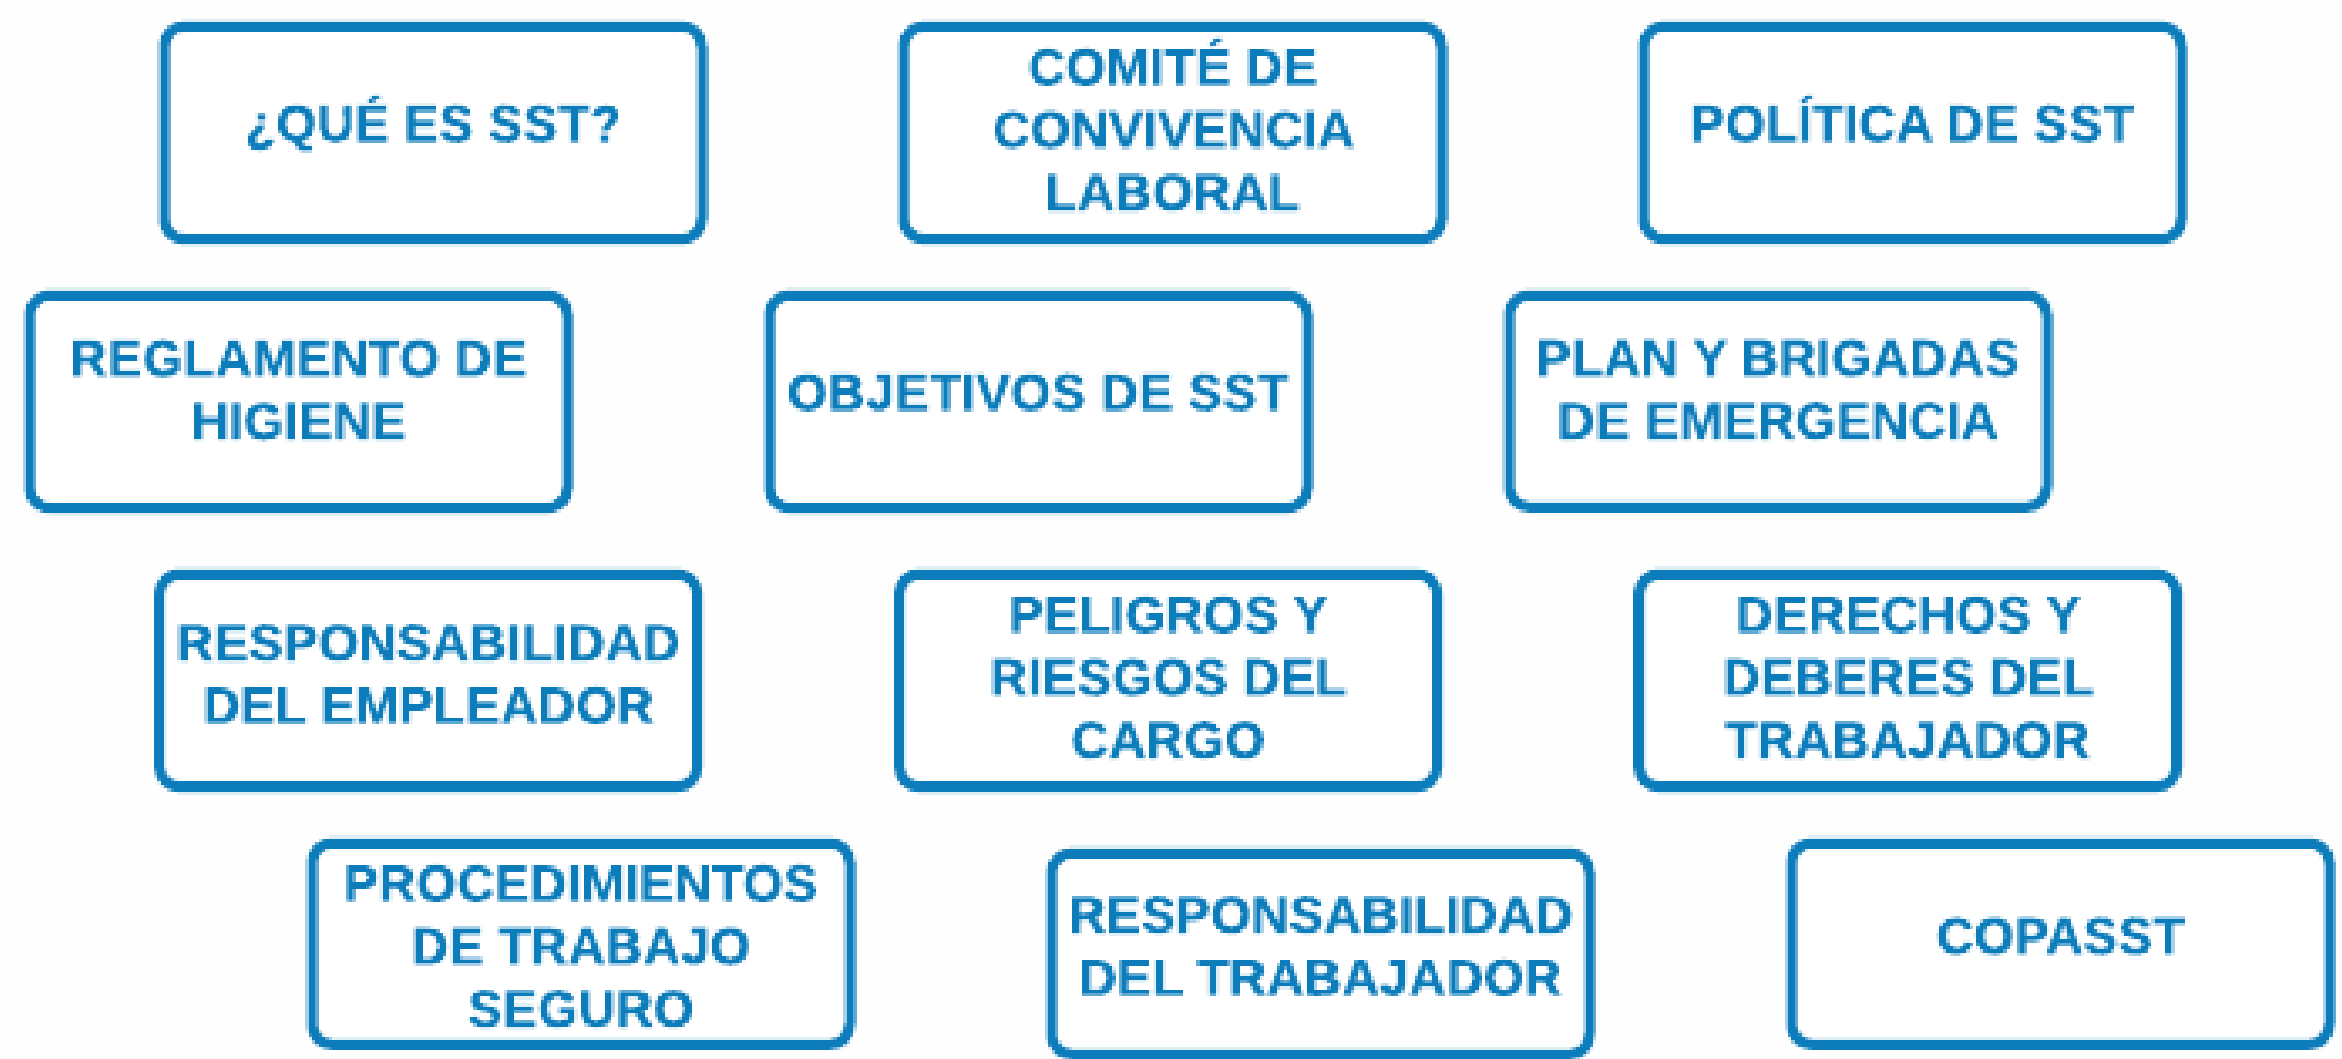 ¿QUÉ ES SST?
COMITÉ DE
CONVIVENCIA
LABORAL
POLÍTICA DE SST
REGLAMENTO DE
HIGIENE
OBJETIVOS DE SST
PLAN Y BRIGADAS
DE EMERGENCIA
RESPONSABILIDAD
DEL EMPLEADOR
PELIGROS Y
RIESGOS DEL
CARGO
DERECHOS Y
DEBERES DEL
TRABAJADOR
PROCEDIMIENTOS
DE TRABAJO
SEGURO
RESPONSABILIDAD
DEL TRABAJADOR
COPASST